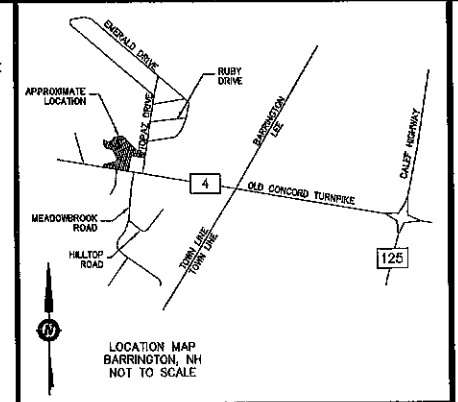 EMERALD DRIVE
RUBY
DRIVE
APPROXIMATE
LOCATION
TOPAZ DRIVE
BARRINGTON
LEE
CALEF HIGHWAY
4
OLD CONCORD TURNPIKE
MEADOWBROOK
ROAD
HILLTOP
ROAD
TOWN LINE
TOWN LINE
125
N
LOCATION MAP
BARRINGTON, NH
NOT TO SCALE